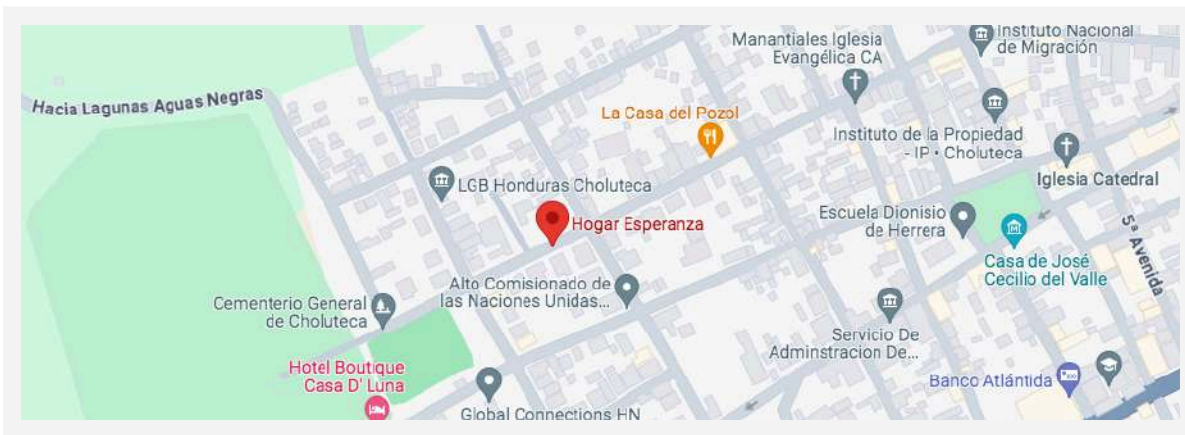 Instituto Nacional
de Migración
Manantiales Iglesia
Evangélica CA
Hacia Lagunas Aguas Negras
La Casa del Pozol
Instituto de la Propiedad
- IP • Choluteca
Iglesia Catedral
LGB Honduras Choluteca
Hogar Esperanza
Escuela Dionisio
de Herrera
5ª Avenida
Casa de José
Cecilio del Valle
Alto Comisionado de
las Naciones Unidas...
Cementerio General
de Choluteca
Servicio De
Adminstracion De...
Hotel Boutique
Casa D' Luna
Banco Atlántida
Global Connections HN